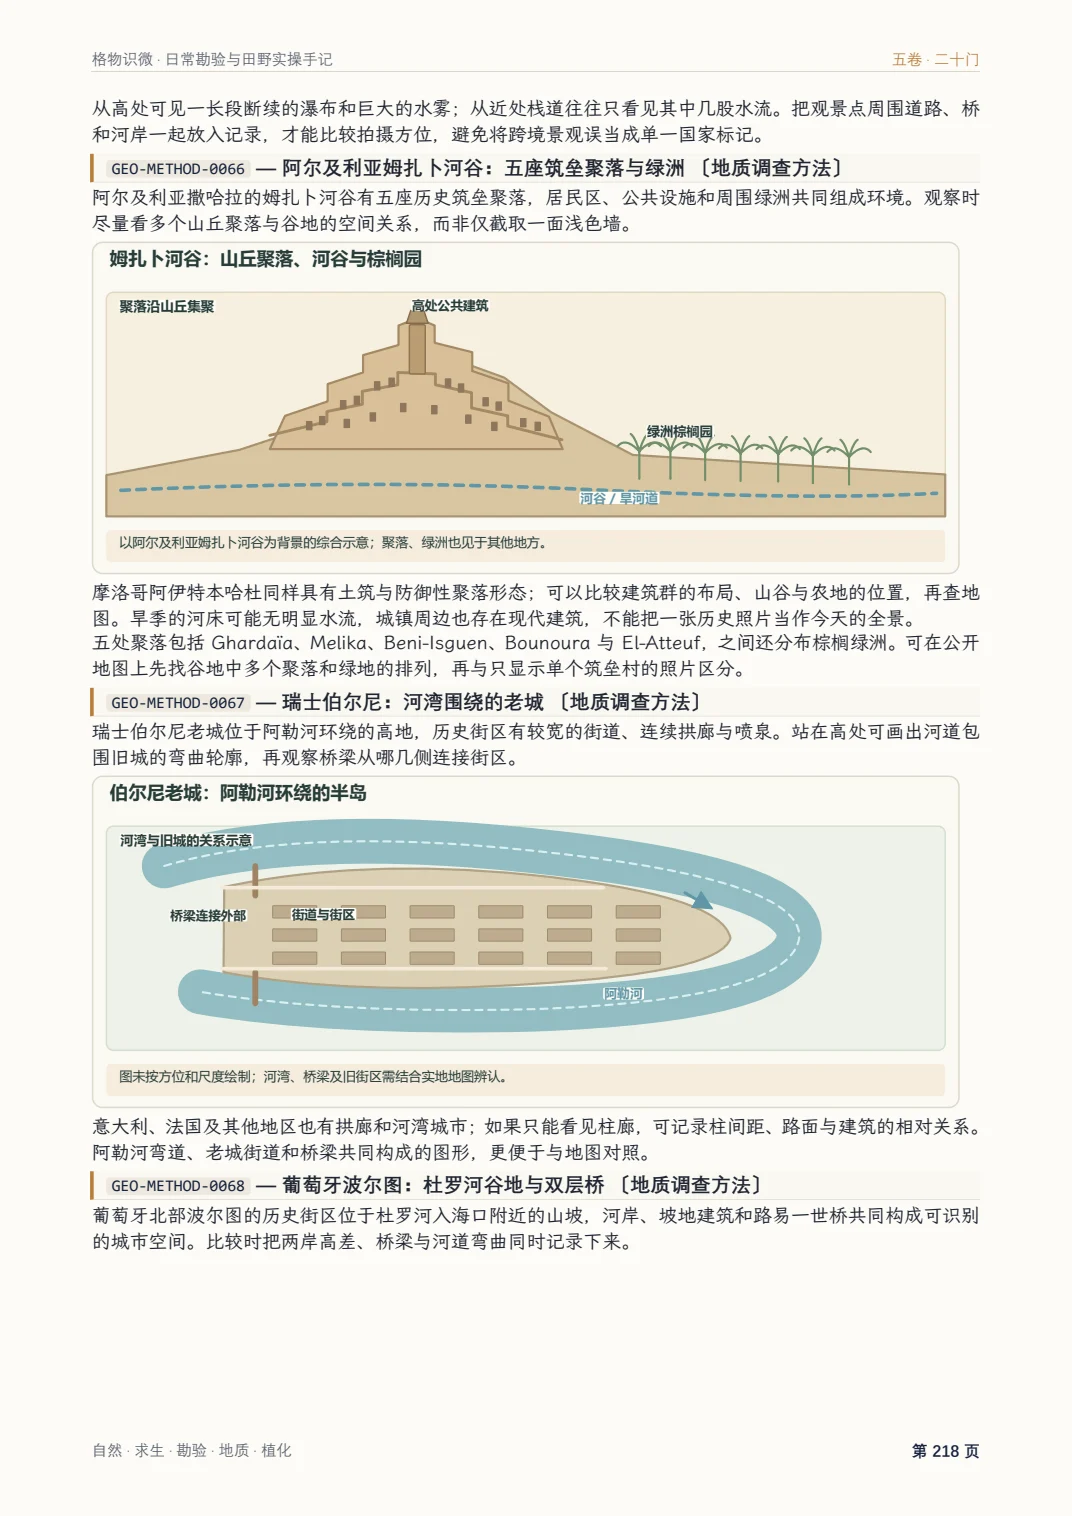 格物识微 · 日常勘验与田野实操手记
五卷 · 二十门
从高处可见一长段断续的瀑布和巨大的水雾；从近处栈道往往只看见其中几股水流。把观景点周围道路、桥
和河岸一起放入记录，才能比较拍摄方位，避免将跨境景观误当成单一国家标记。
GEO-METHOD-0066 — 阿尔及利亚姆扎卜河谷：五座筑垒聚落与绿洲 〔地质调查方法〕
阿尔及利亚撒哈拉的姆扎卜河谷有五座历史筑垒聚落，居民区、公共设施和周围绿洲共同组成环境。观察时
尽量看多个山丘聚落与谷地的空间关系，而非仅截取一面浅色墙。
姆扎卜河谷：山丘聚落、河谷与棕榈园
聚落沿山丘集聚
高处公共建筑
绿洲棕榈园
河谷 / 旱河道
以阿尔及利亚姆扎卜河谷为背景的综合示意；聚落、绿洲也见于其他地方。
摩洛哥阿伊特本哈杜同样具有土筑与防御性聚落形态；可以比较建筑群的布局、山谷与农地的位置，再查地
图。旱季的河床可能无明显水流，城镇周边也存在现代建筑，不能把一张历史照片当作今天的全景。
五处聚落包括 Ghardaïa、Melika、Beni-Isguen、Bounoura 与 El-Atteuf，之间还分布棕榈绿洲。可在公开
地图上先找谷地中多个聚落和绿地的排列，再与只显示单个筑垒村的照片区分。
GEO-METHOD-0067 — 瑞士伯尔尼：河湾围绕的老城 〔地质调查方法〕
瑞士伯尔尼老城位于阿勒河环绕的高地，历史街区有较宽的街道、连续拱廊与喷泉。站在高处可画出河道包
围旧城的弯曲轮廓，再观察桥梁从哪几侧连接街区。
伯尔尼老城：阿勒河环绕的半岛
河湾与旧城的关系示意
桥梁连接外部
街道与街区
阿勒河
图未按方位和尺度绘制；河湾、桥梁及旧街区需结合实地地图辨认。
意大利、法国及其他地区也有拱廊和河湾城市；如果只能看见柱廊，可记录柱间距、路面与建筑的相对关系。
阿勒河弯道、老城街道和桥梁共同构成的图形，更便于与地图对照。
GEO-METHOD-0068 — 葡萄牙波尔图：杜罗河谷地与双层桥 〔地质调查方法〕
葡萄牙北部波尔图的历史街区位于杜罗河入海口附近的山坡，河岸、坡地建筑和路易一世桥共同构成可识别
的城市空间。比较时把两岸高差、桥梁与河道弯曲同时记录下来。
自然 · 求生 · 勘验 · 地质 · 植化
第 218 页